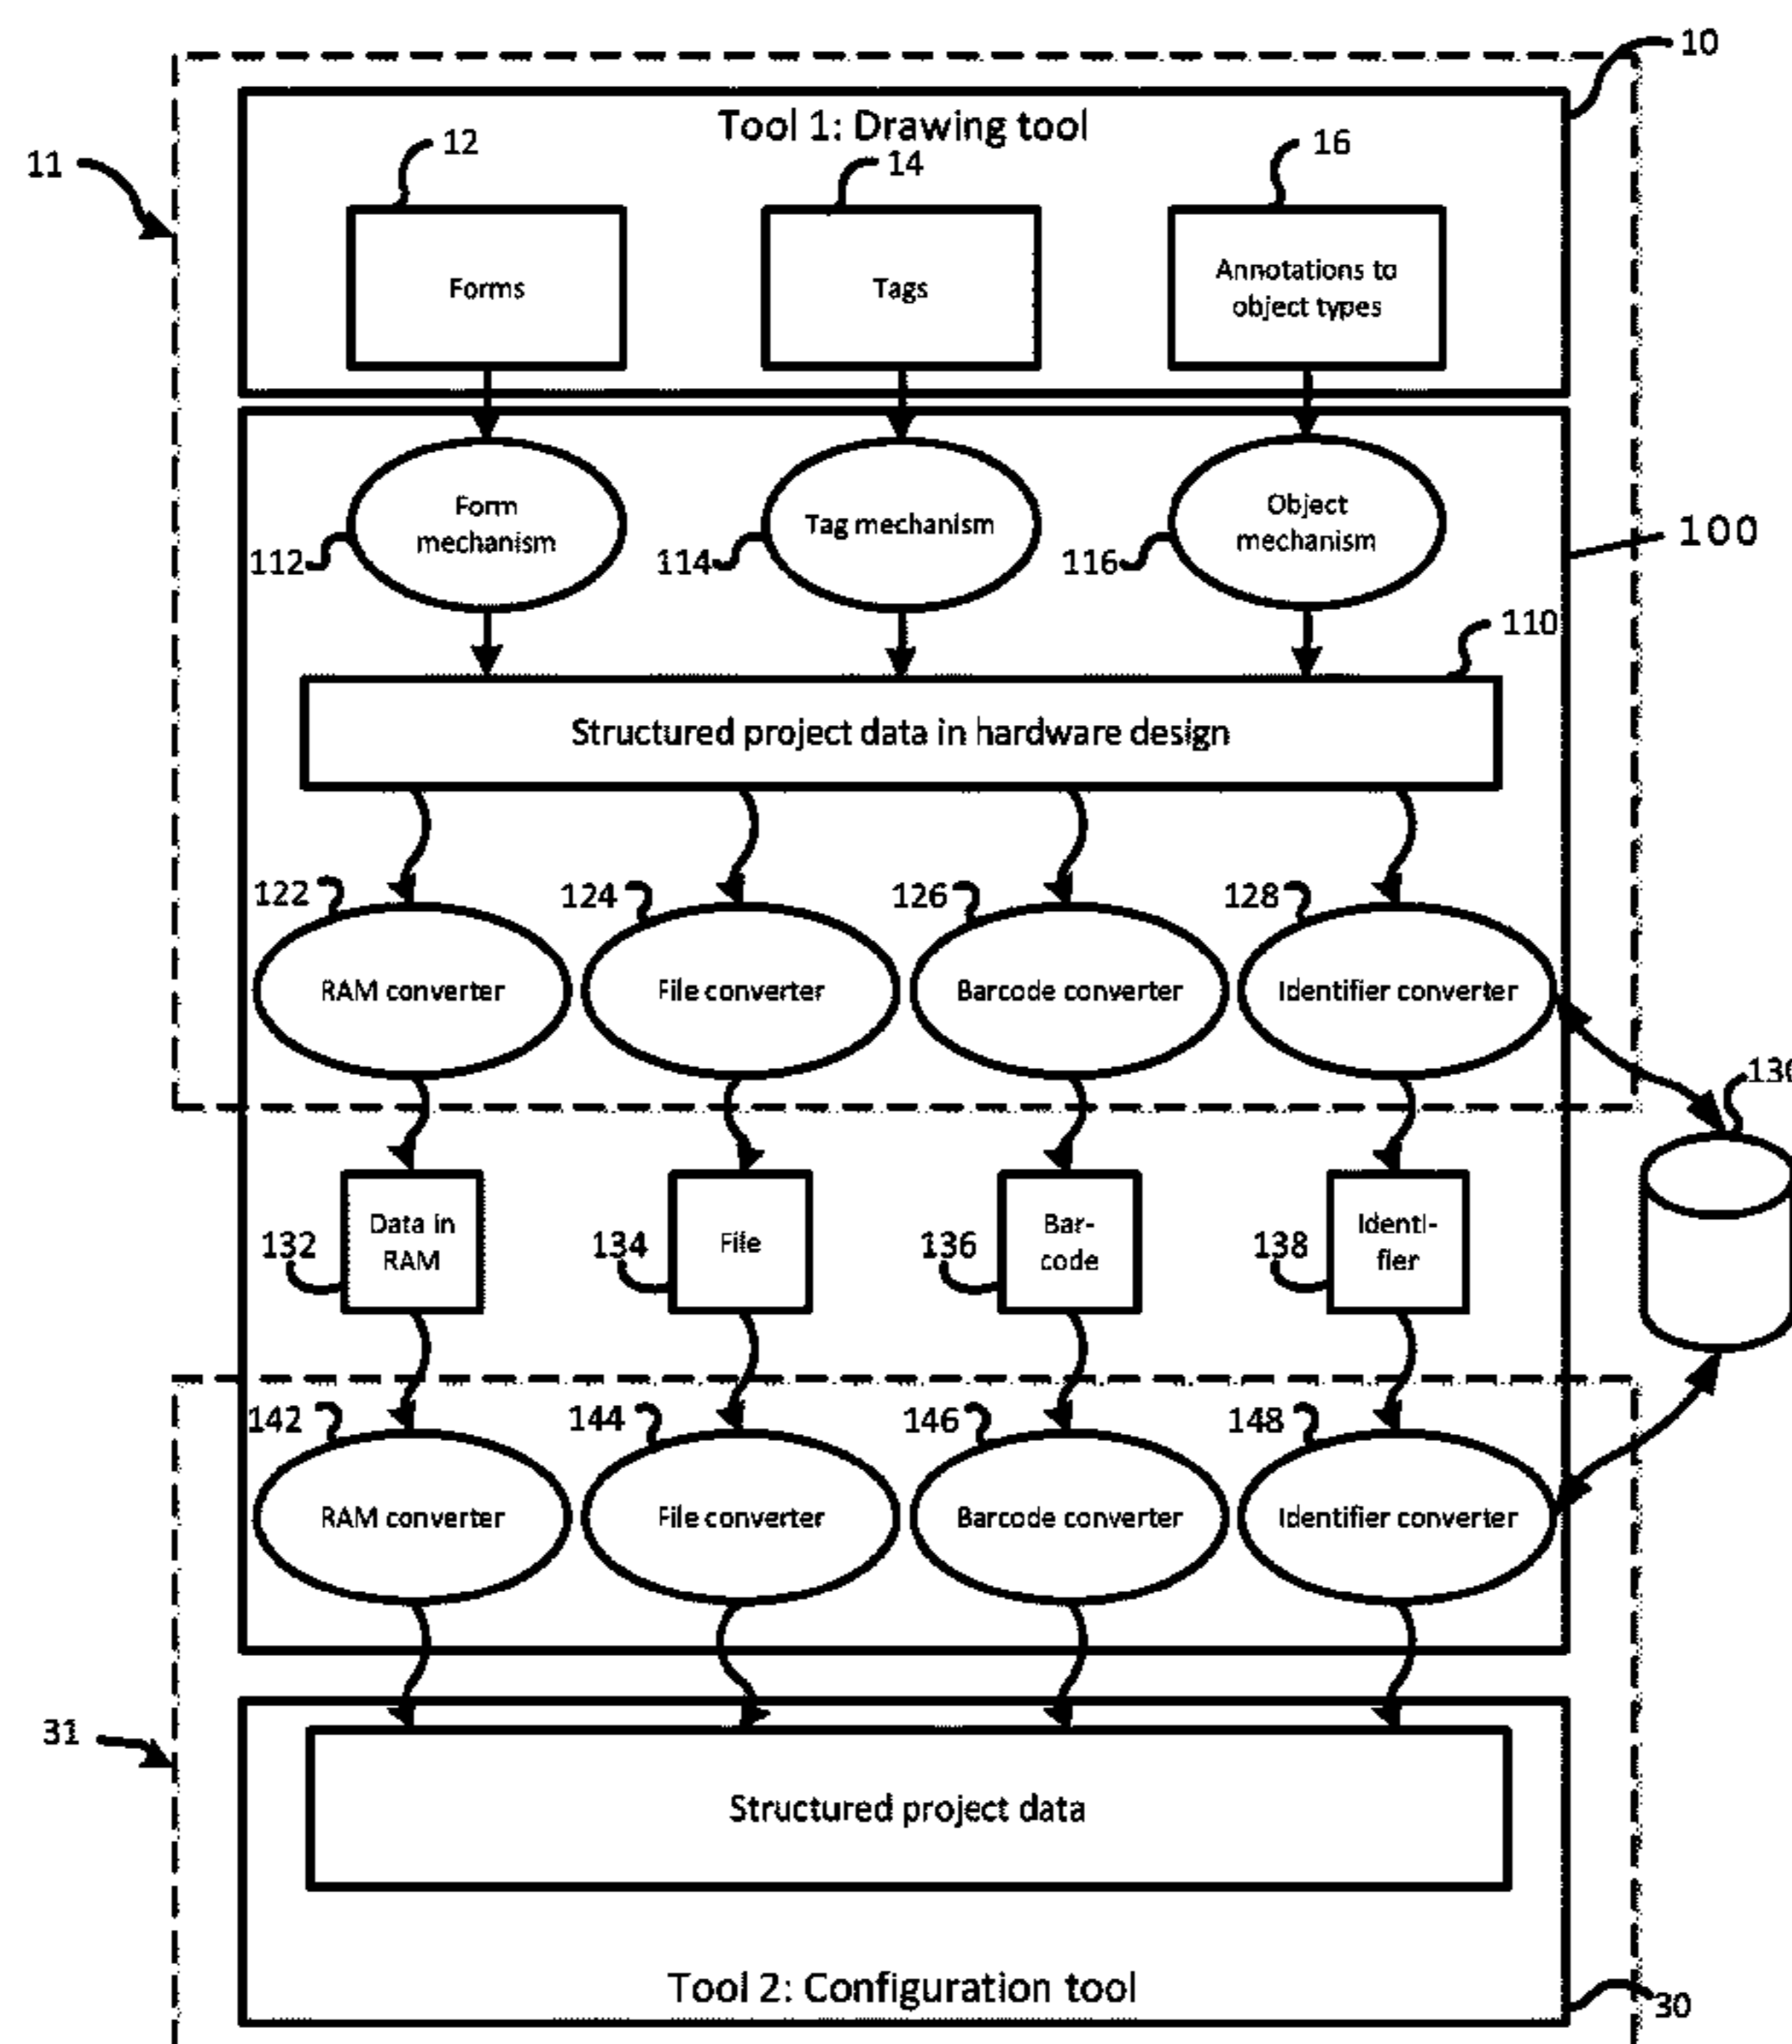 10
Tool 1: Drawing tool
11
12
14
16
Forms
Tags
Annotations to
object types
Form
mechanism
Tag mechanism
Object
mechanism
100
112
114
116
110
Structured project data in hardware design
122
124
126
128
RAM converter
File converter
Barcode converter
Identifier converter
130
Data in
RAM
File
Bar-
code
Identi-
fier
132
134
136
138
142
144
146
148
RAM converter
File converter
Barcode converter
Identifier converter
31
Structured project data
Tool 2: Configuration tool
30